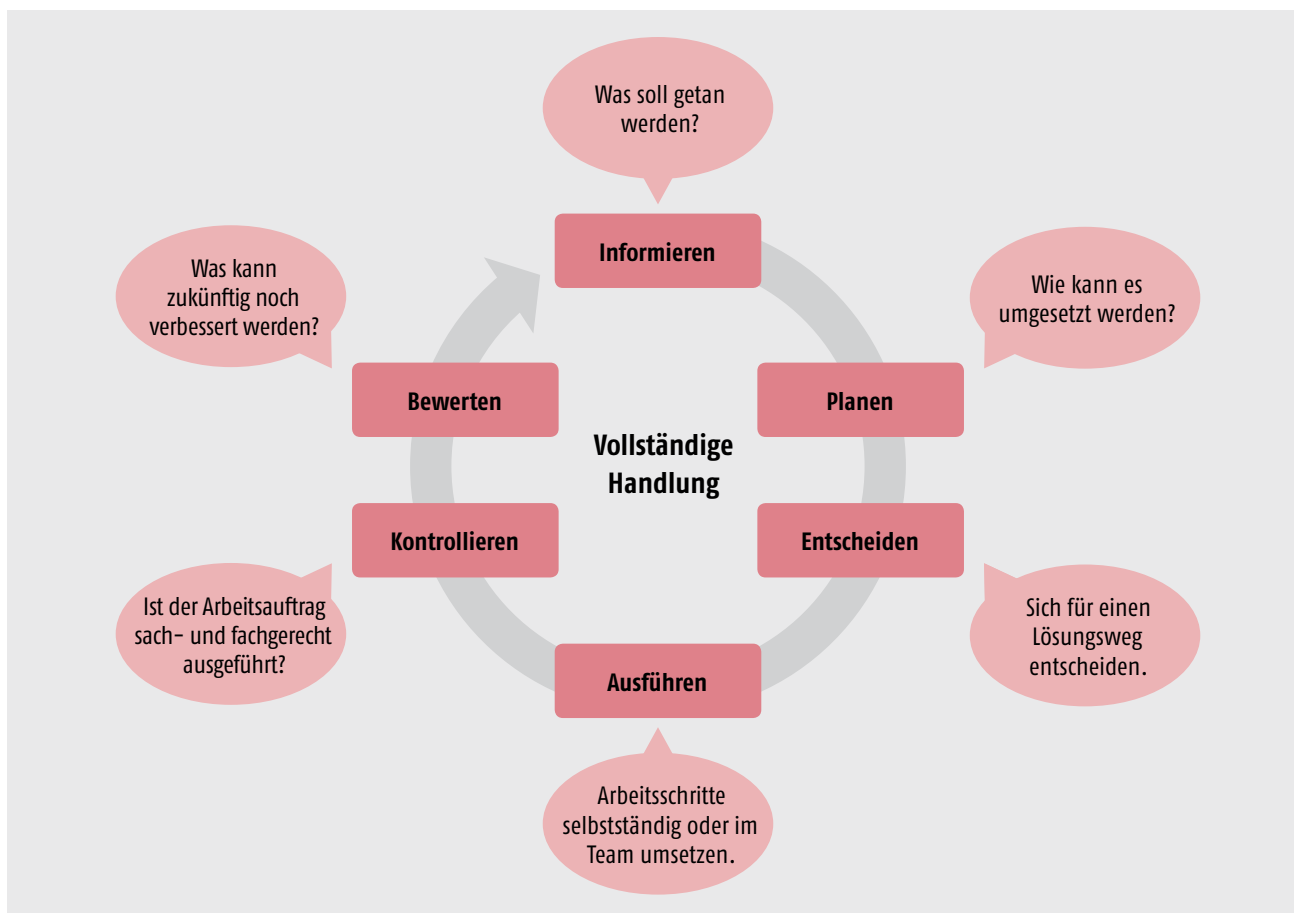 Was soll getan
werden?
Informieren
Wie kann es
umgesetzt werden?
Planen
Entscheiden
Sich für einen
Lösungsweg
entscheiden.
Ausführen
Arbeitsschritte
selbstständig oder im
Team umsetzen.
Kontrollieren
Ist der Arbeitsauftrag
sach- und fachgerecht
ausgeführt?
Bewerten
Was kann
zukünftig noch
verbessert werden?
Vollständige
Handlung